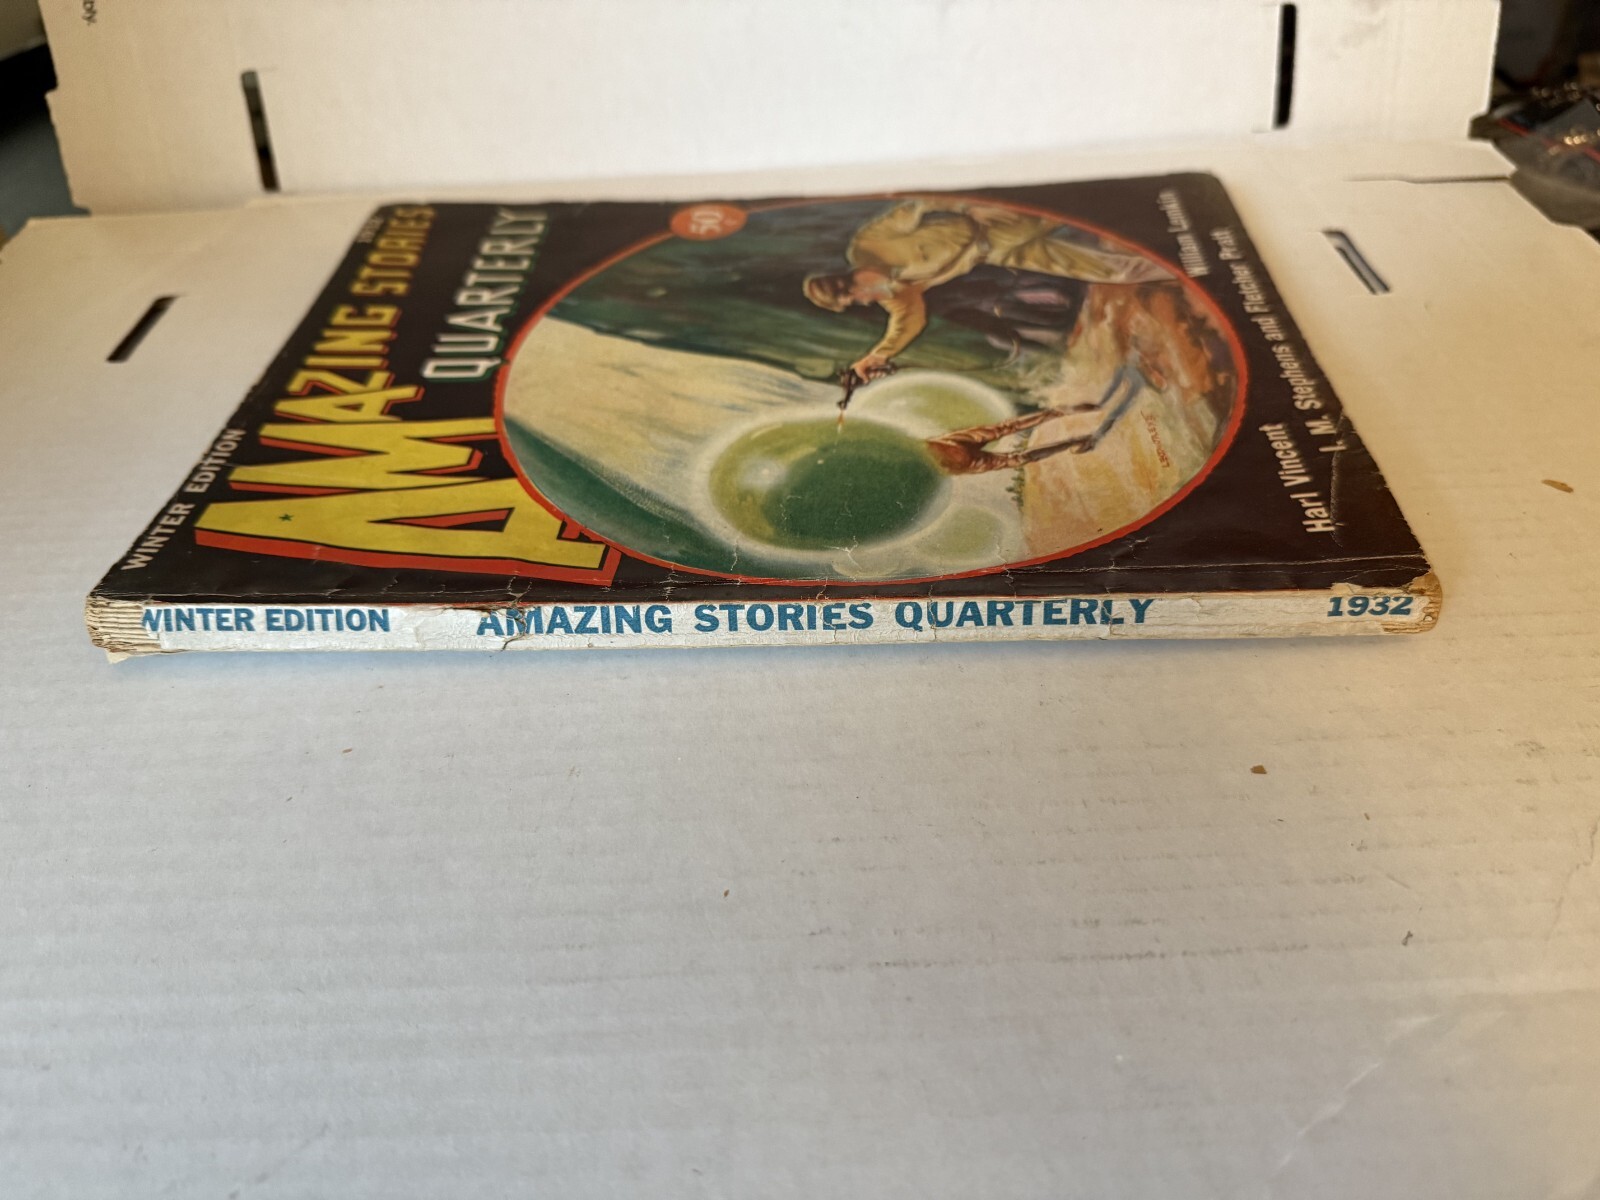 WINTER EDITION
AMAZING STORIES
QUARTERLY
50¢
William Lemkin
Harl Vincent
I. M. Stephens and Fletcher Pratt
WINTER EDITION AMAZING STORIES QUARTERLY 1932